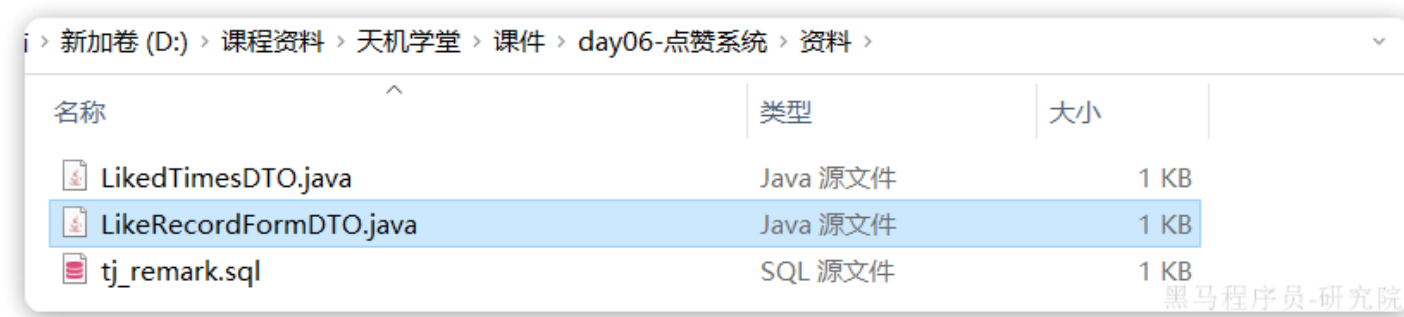 i › 新加卷 (D:) › 课程资料 › 天机学堂 › 课件 › day06-点赞系统 › 资料 ›
名称 类型 大小
LikedTimesDTO.java Java 源文件 1 KB
LikeRecordFormDTO.java Java 源文件 1 KB
tj_remark.sql SQL 源文件 1 KB
黑马程序员-研究院